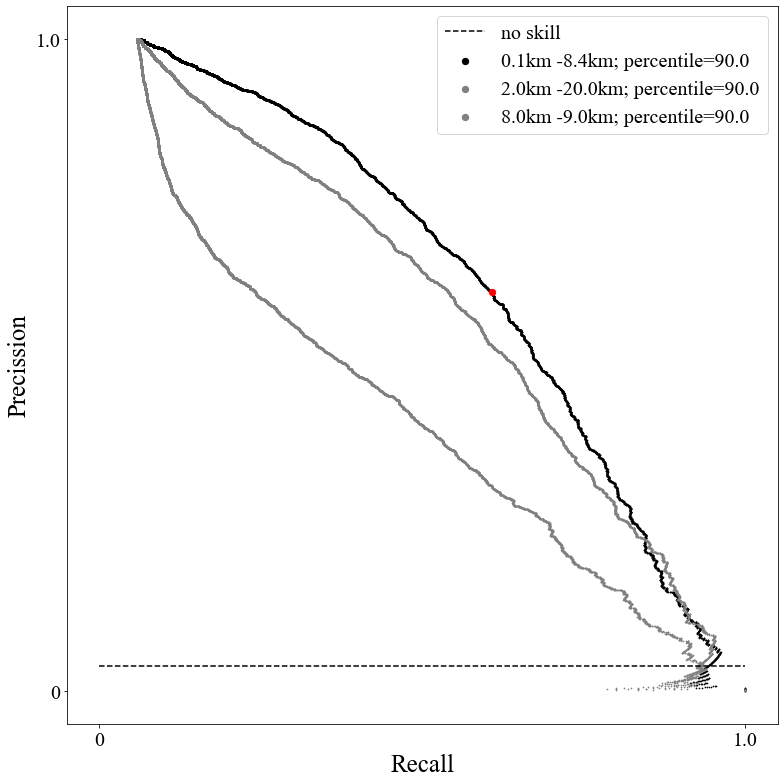 1.0
no skill
0.1km -8.4km; percentile=90.0
2.0km -20.0km; percentile=90.0
8.0km -9.0km; percentile=90.0
Precission
0
0
1.0
Recall